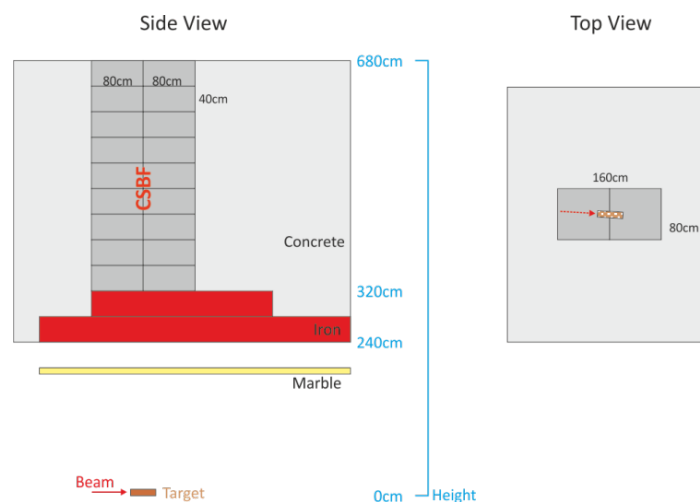 Side View
Top View
680cm
80cm
80cm
40cm
CSBF
160cm
80cm
Concrete
320cm
Iron
240cm
Marble
Beam
Target
0cm
Height